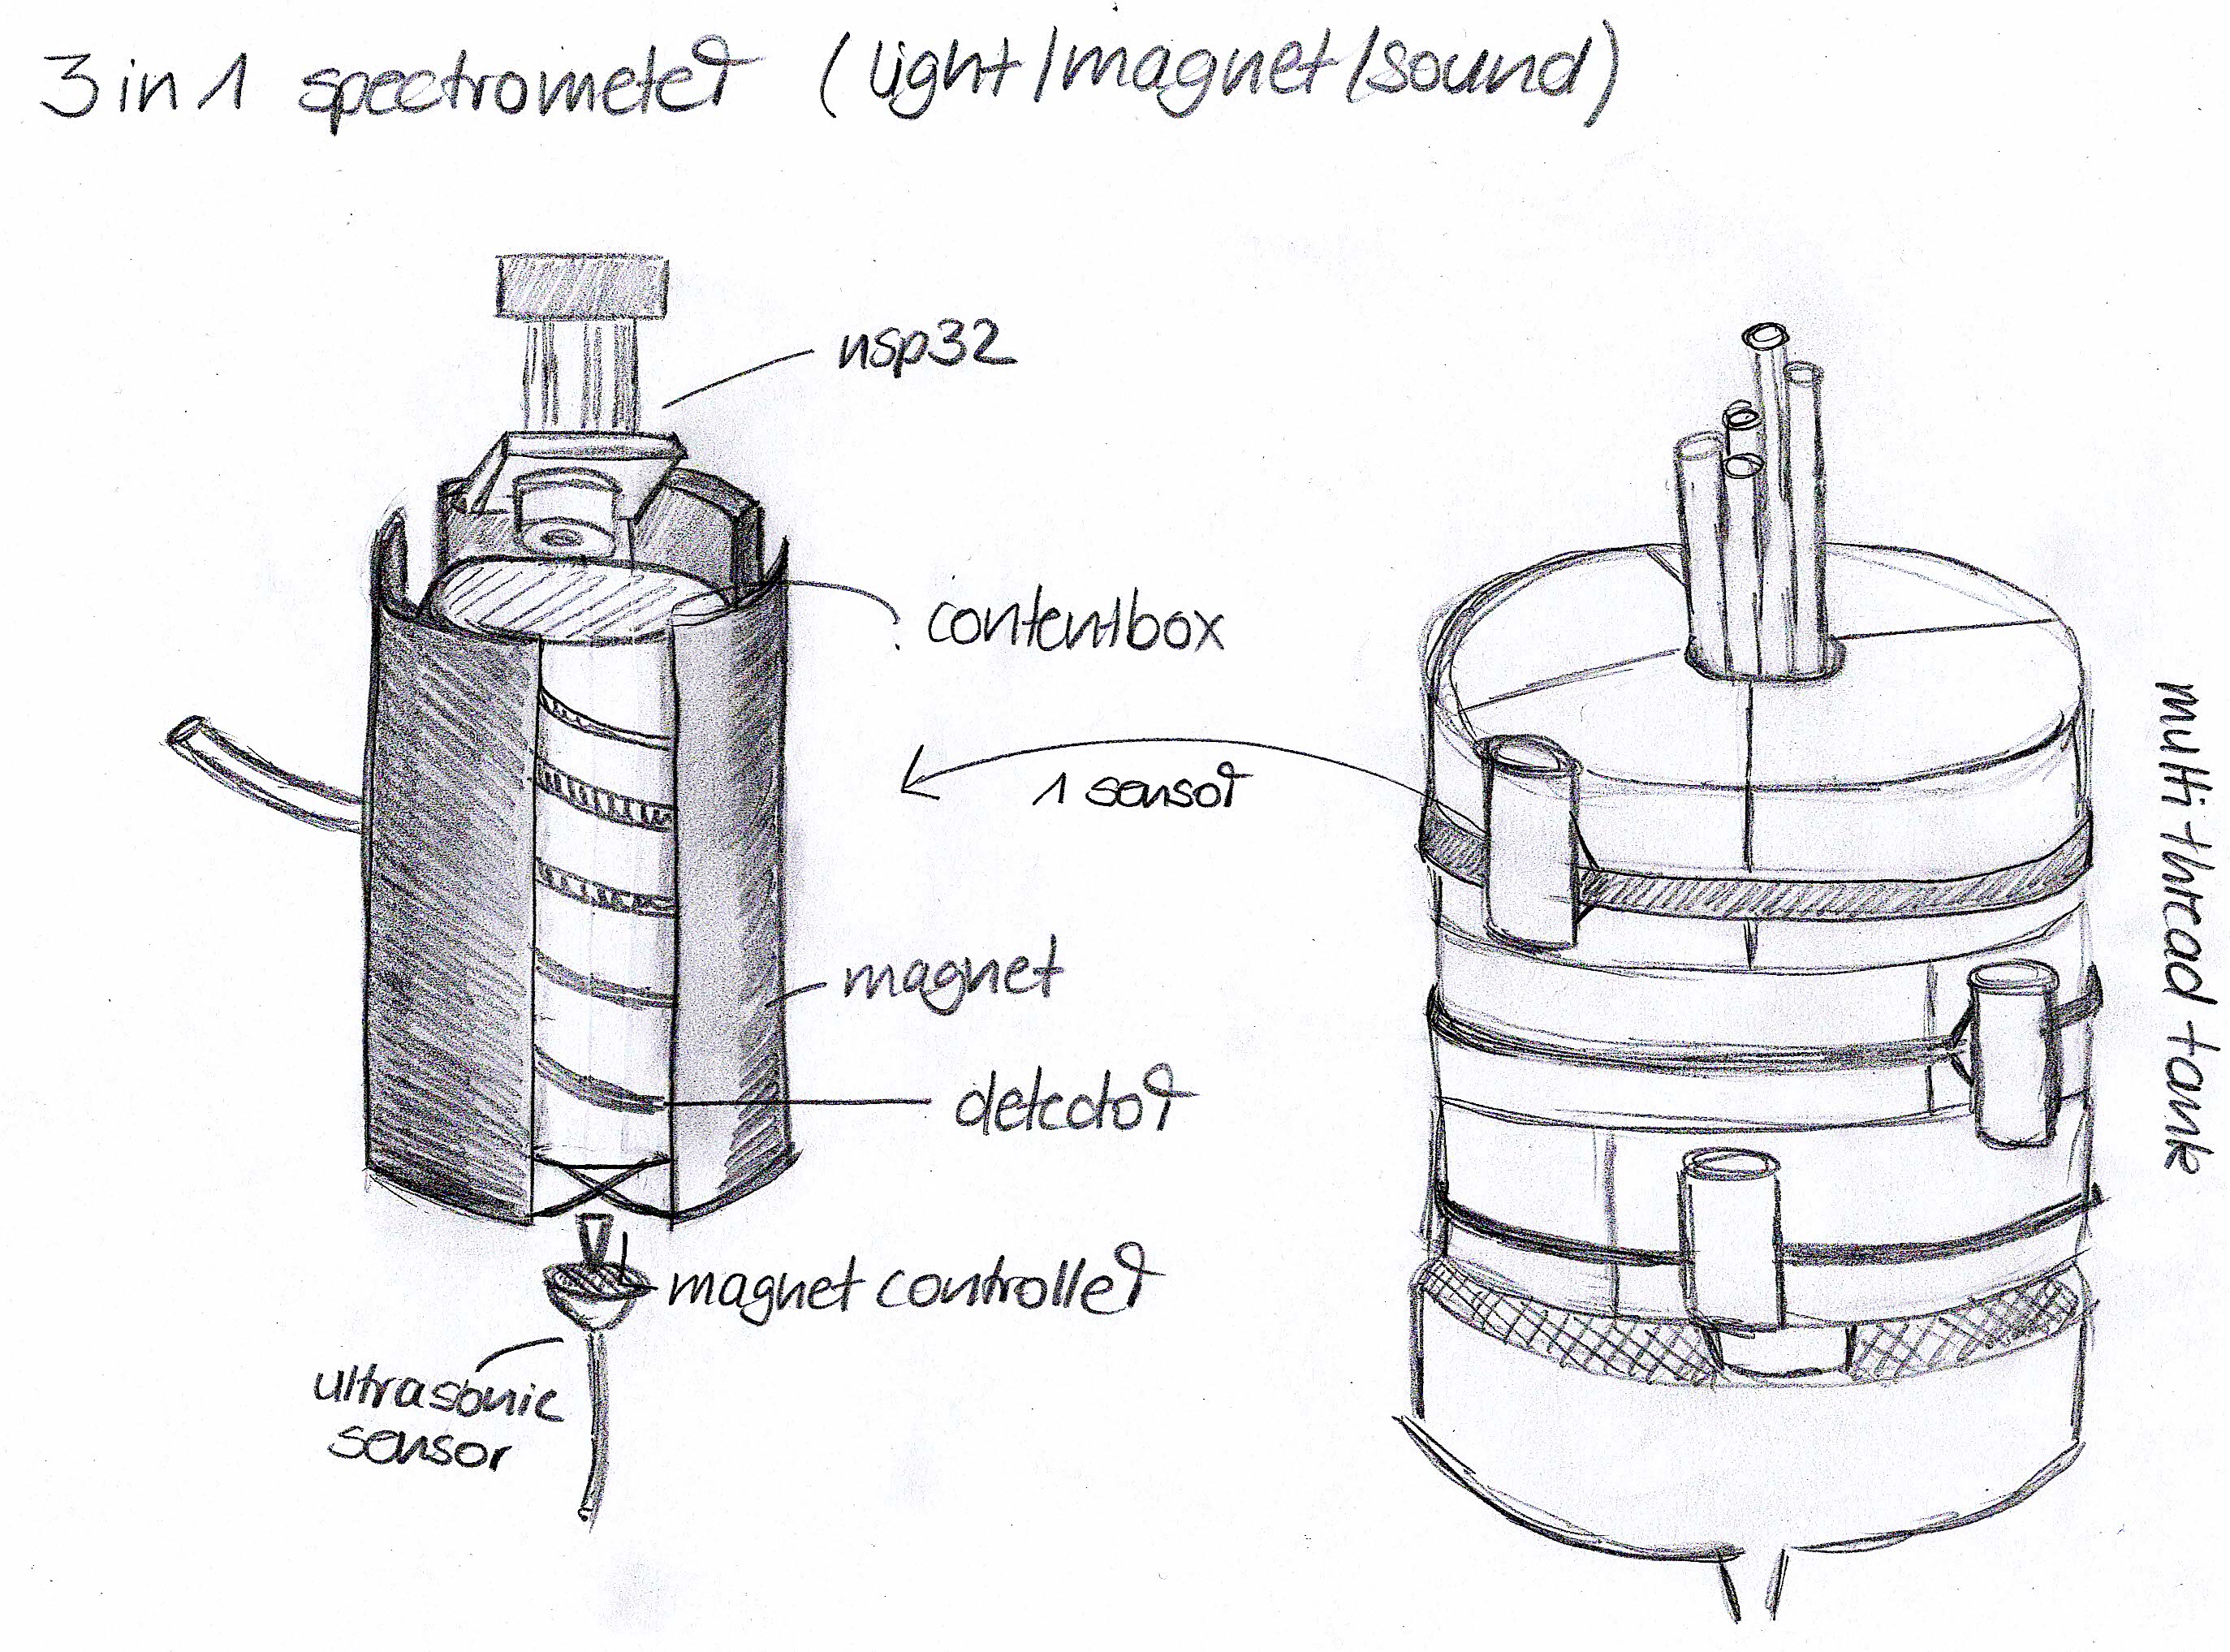 3 in 1 spectrometer (light/magnet/sound)
nsp32
contentbox
1 sensor
magnet
detector
magnet controller
ultrasonic
sensor
multi thread tank